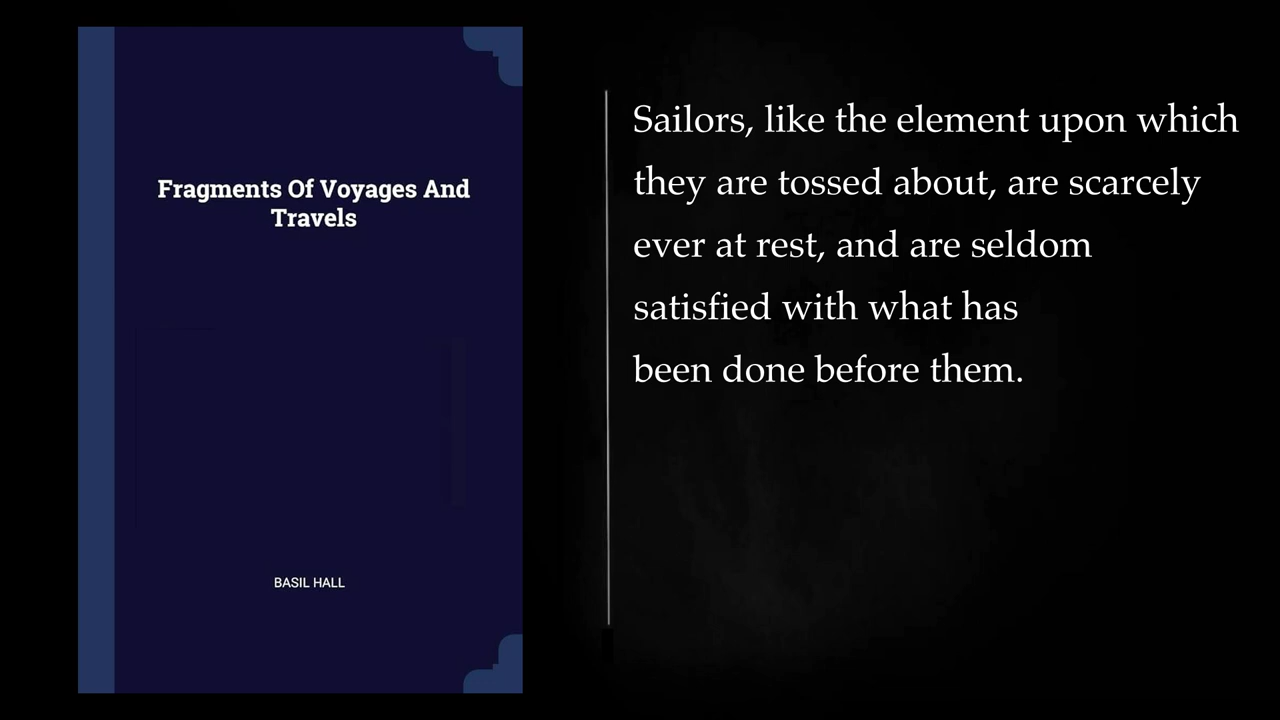 Fragments Of Voyages And
Travels
BASIL HALL
Sailors, like the element upon which
they are tossed about, are scarcely
ever at rest, and are seldom
satisfied with what has
been done before them.